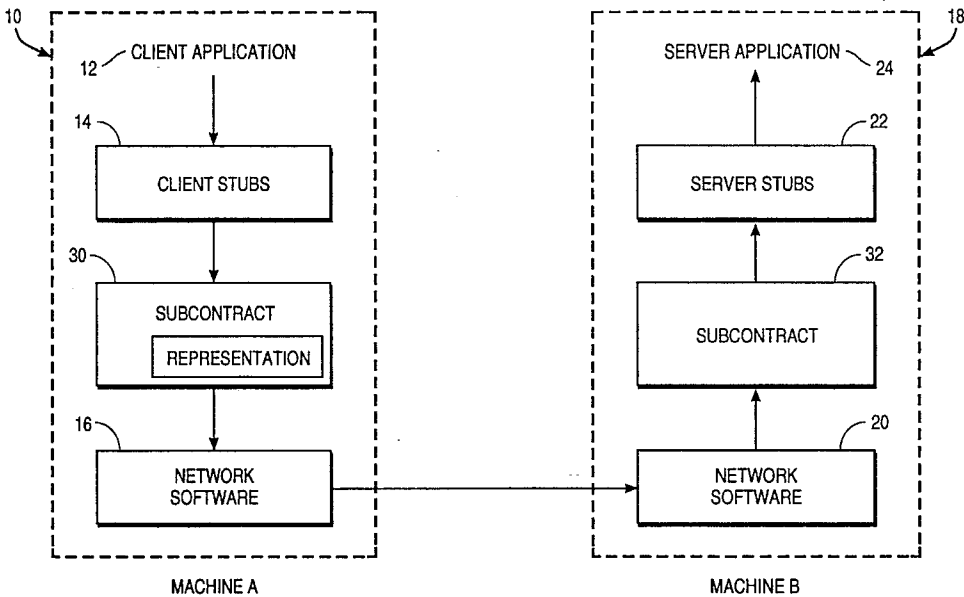 10
12
CLIENT APPLICATION
14
CLIENT STUBS
30
SUBCONTRACT
REPRESENTATION
16
NETWORK
SOFTWARE
MACHINE A
18
SERVER APPLICATION
24
22
SERVER STUBS
32
SUBCONTRACT
20
NETWORK
SOFTWARE
MACHINE B